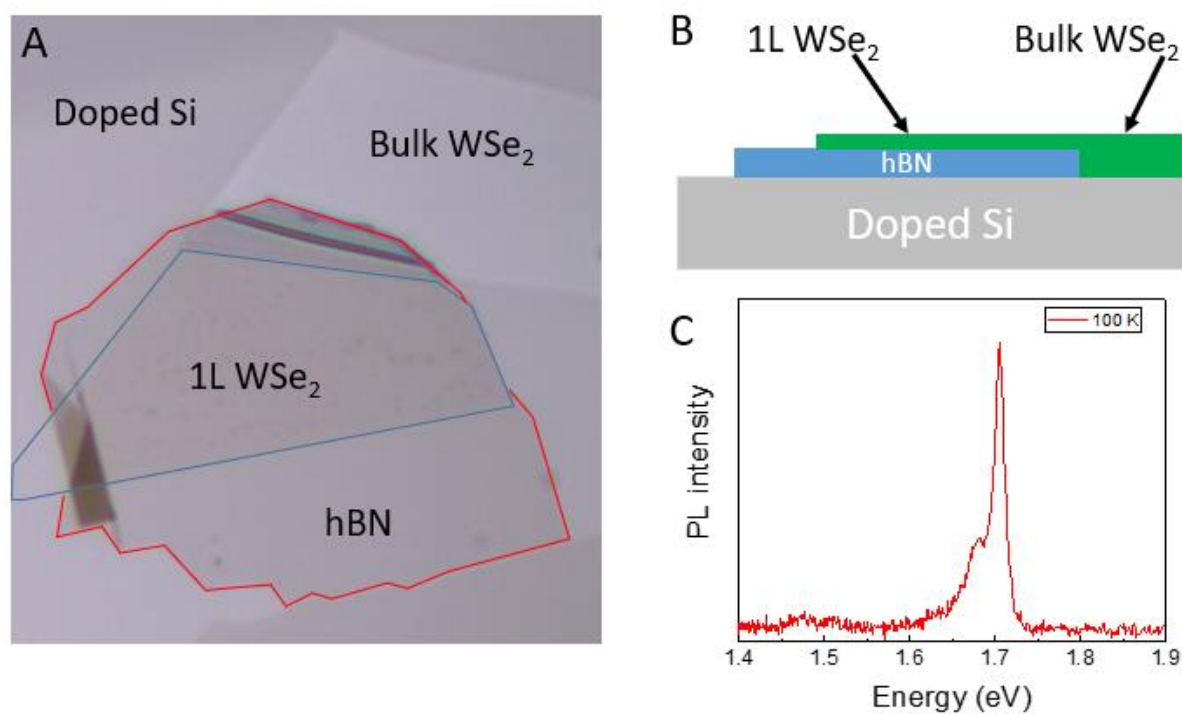 A
Doped Si
Bulk WSe₂
1L WSe₂
hBN
B
1L WSe₂
Bulk WSe₂
hBN
Doped Si
C
100 K
PL intensity
1.4 1.5 1.6 1.7 1.8 1.9
Energy (eV)